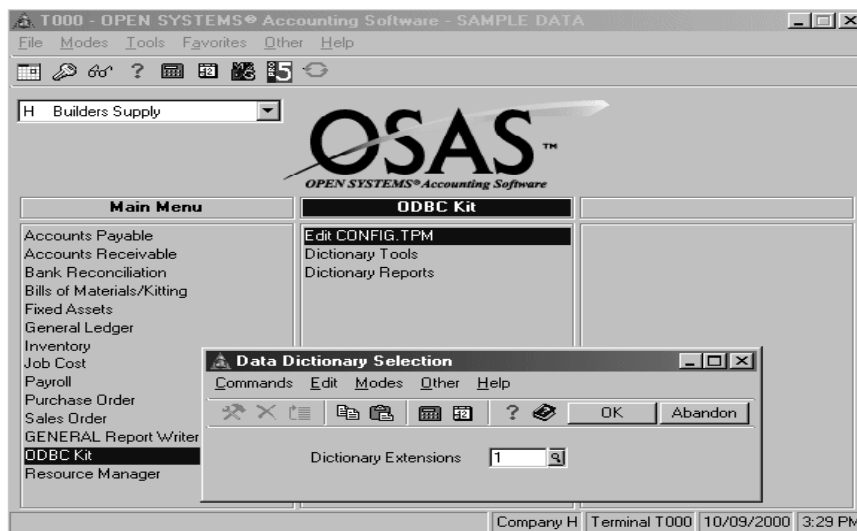 T000 - OPEN SYSTEMS® Accounting Software - SAMPLE DATA
File Modes Tools Favorites Other Help
H Builders Supply
OSAS™
OPEN SYSTEMS® Accounting Software
Main Menu
ODBC Kit
Accounts Payable
Accounts Receivable
Bank Reconciliation
Bills of Materials/Kitting
Fixed Assets
General Ledger
Inventory
Job Cost
Payroll
Purchase Order
Sales Order
GENERAL Report Writer
ODBC Kit
Resource Manager
Edit CONFIG.TPM
Dictionary Tools
Dictionary Reports
Data Dictionary Selection
Commands Edit Modes Other Help
OK Abandon
Dictionary Extensions 1
Company H Terminal T000 10/09/2000 3:29 PM